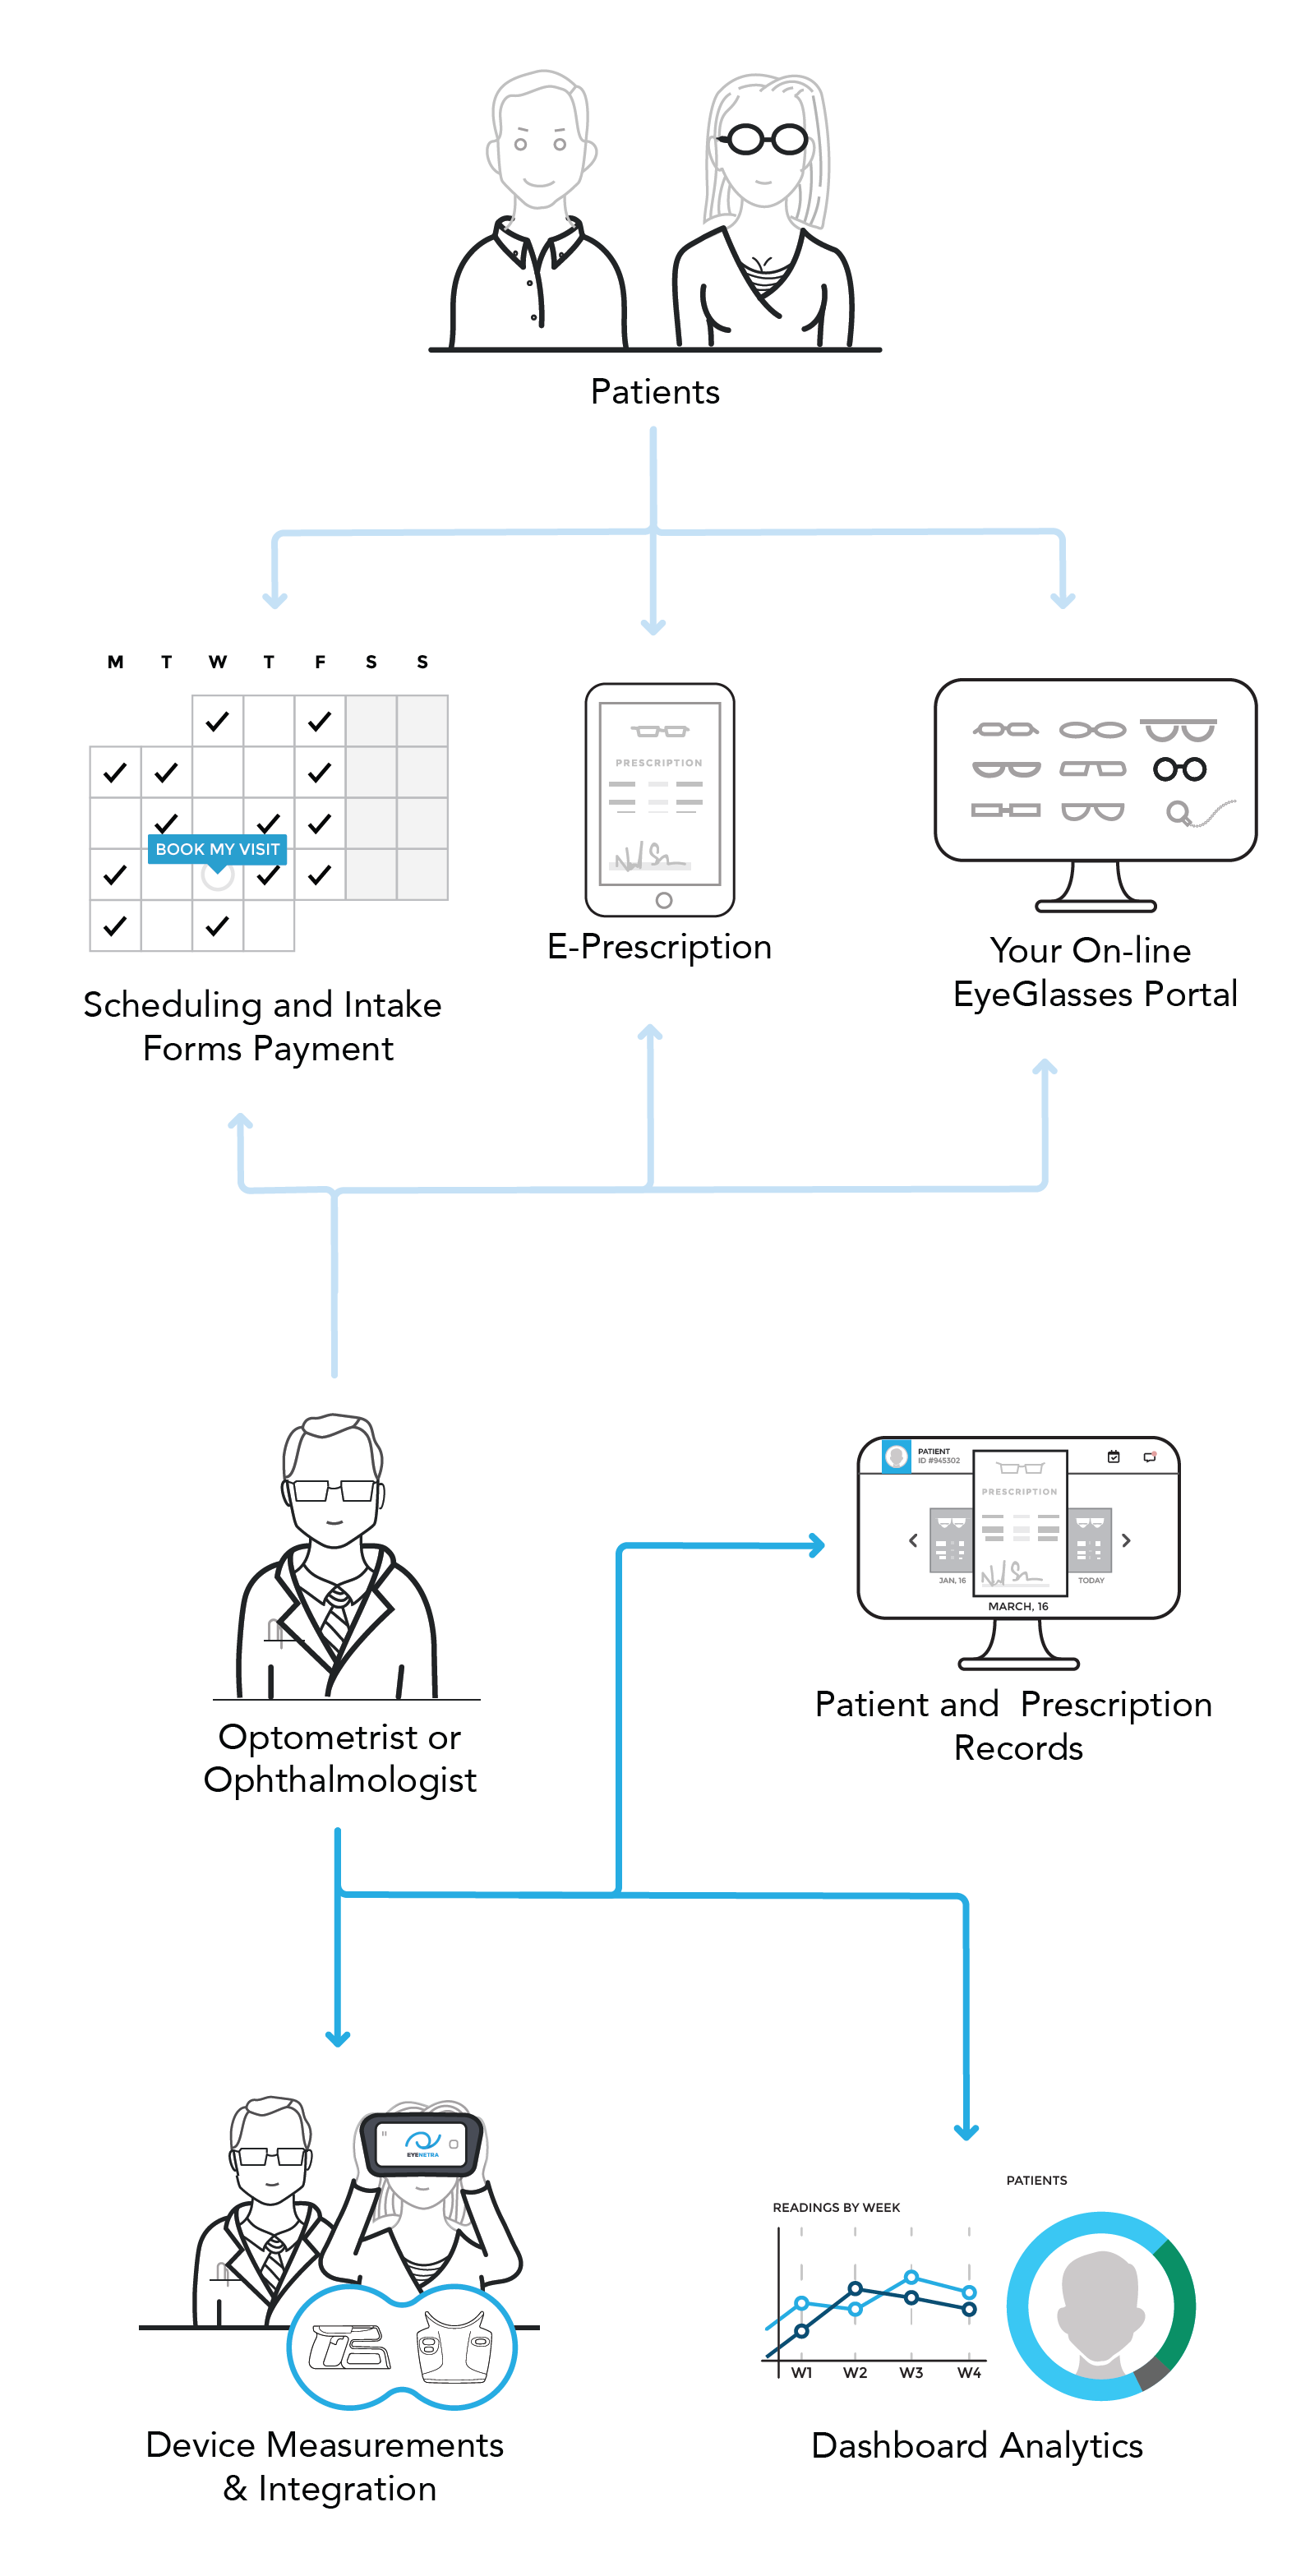 Patients
M T W T F S S
BOOK MY VISIT
Scheduling and Intake
Forms Payment
PRESCRIPTION
E-Prescription
Your On-line
EyeGlasses Portal
Optometrist or
Ophthalmologist
PATIENT
ID #945302
PRESCRIPTION
JAN, 16
TODAY
MARCH, 16
Patient and Prescription
Records
EYENETRA
Device Measurements
& Integration
PATIENTS
READINGS BY WEEK
W1 W2 W3 W4
Dashboard Analytics